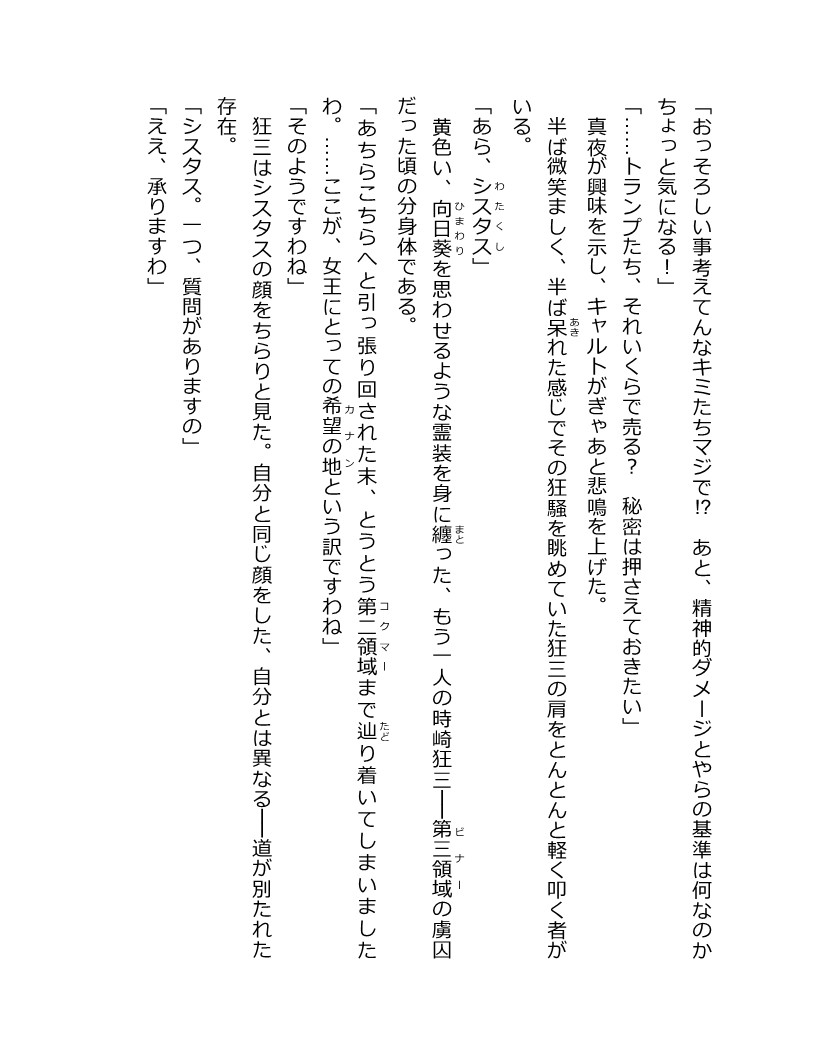 「おっそろしい事考えてんなキミたちマジで!?　あと、精神的ダメージとやらの基準は何なのか
ちょっと気になる！」
「……トランプたち、それいくらで売る？　秘密は押さえておきたい」
　真夜が興味を示し、キャルトがぎゃあと悲鳴を上げた。
　半ば微笑ましく、半ば呆れた感じでその狂騒を眺めていた狂三の肩をとんとんと軽く叩く者が
いる。
「あら、シスタス」
　黄色い、向日葵を思わせるような霊装を身に纏った、もう一人の時崎狂三──第三領域の虜囚
だった頃の分身体である。
「あちらこちらへと引っ張り回された末、とうとう第二領域まで辿り着いてしまいました
わ。……ここが、女王にとっての希望の地という訳ですわね」
「そのようですわね」
　狂三はシスタスの顔をちらりと見た。自分と同じ顔をした、自分とは異なる──道が別たれた
存在。
「シスタス。一つ、質問がありますの」
「ええ、承りますわ」